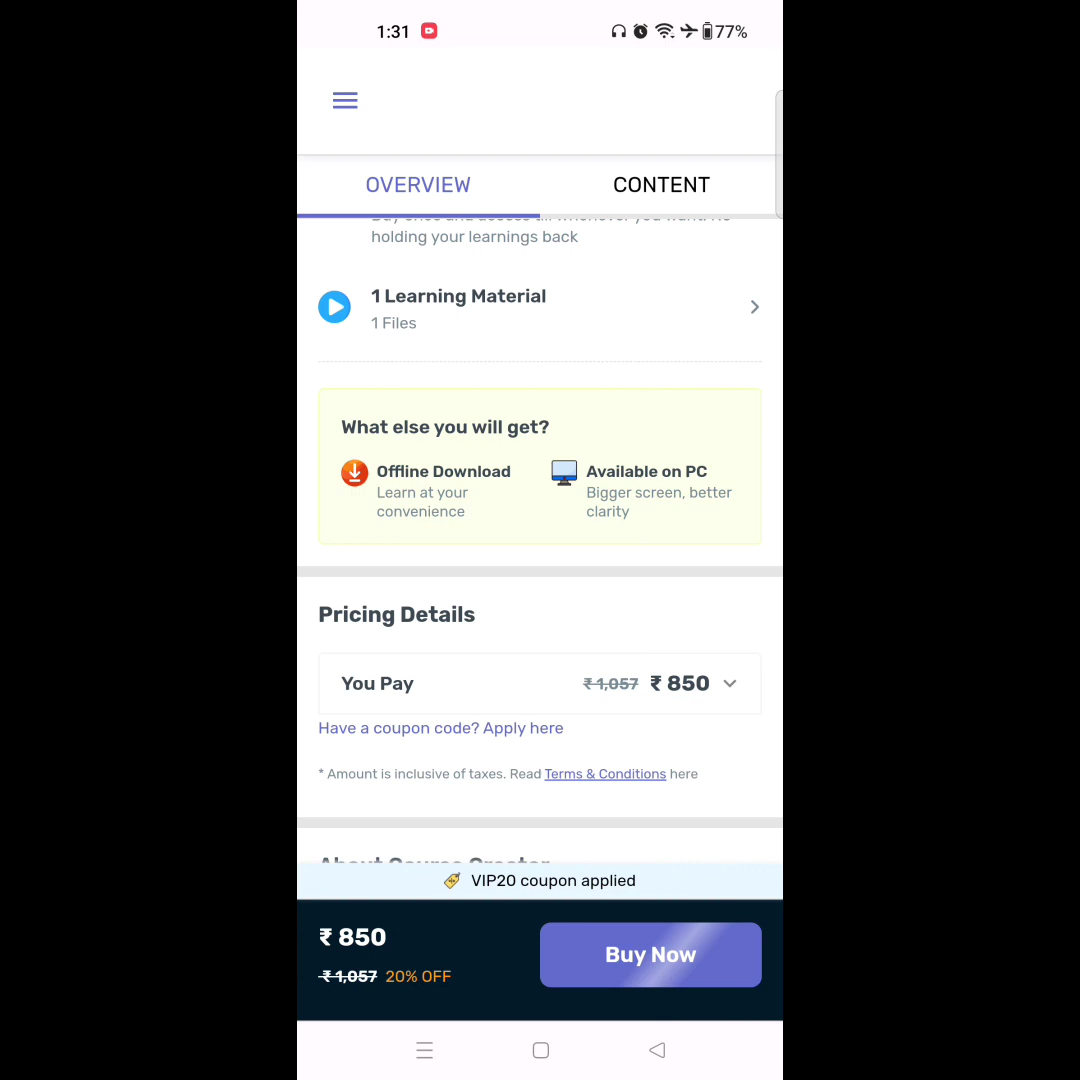 1:31
77%
OVERVIEW
CONTENT
holding your learnings back
1 Learning Material
1 Files
What else you will get?
Offline Download
Learn at your
convenience
Available on PC
Bigger screen, better
clarity
Pricing Details
You Pay ₹ 1,057 ₹ 850
Have a coupon code? Apply here
* Amount is inclusive of taxes. Read Terms & Conditions here
About Course Creator
VIP20 coupon applied
₹ 850
₹ 1,057 20% OFF
Buy Now